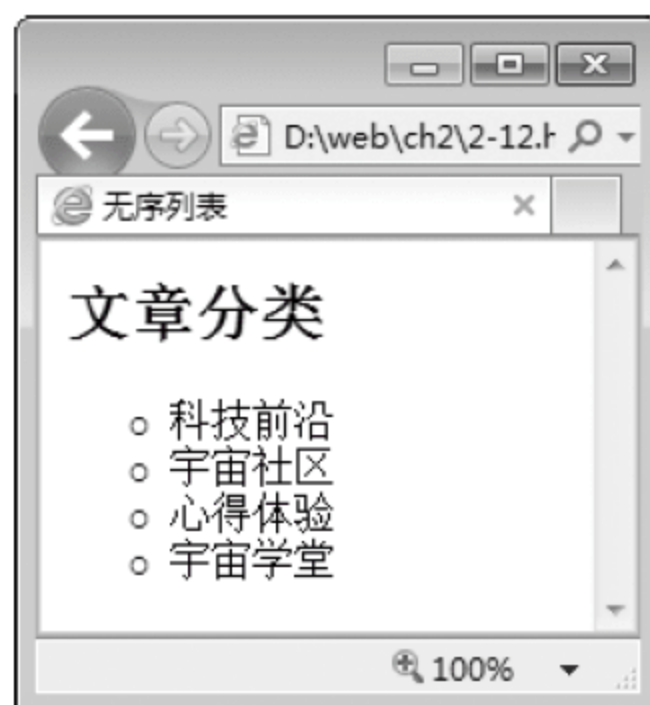 D:\web\ch2\2-12.h
无序列表
文章分类
科技前沿
宇宙社区
心得体验
宇宙学堂
100%